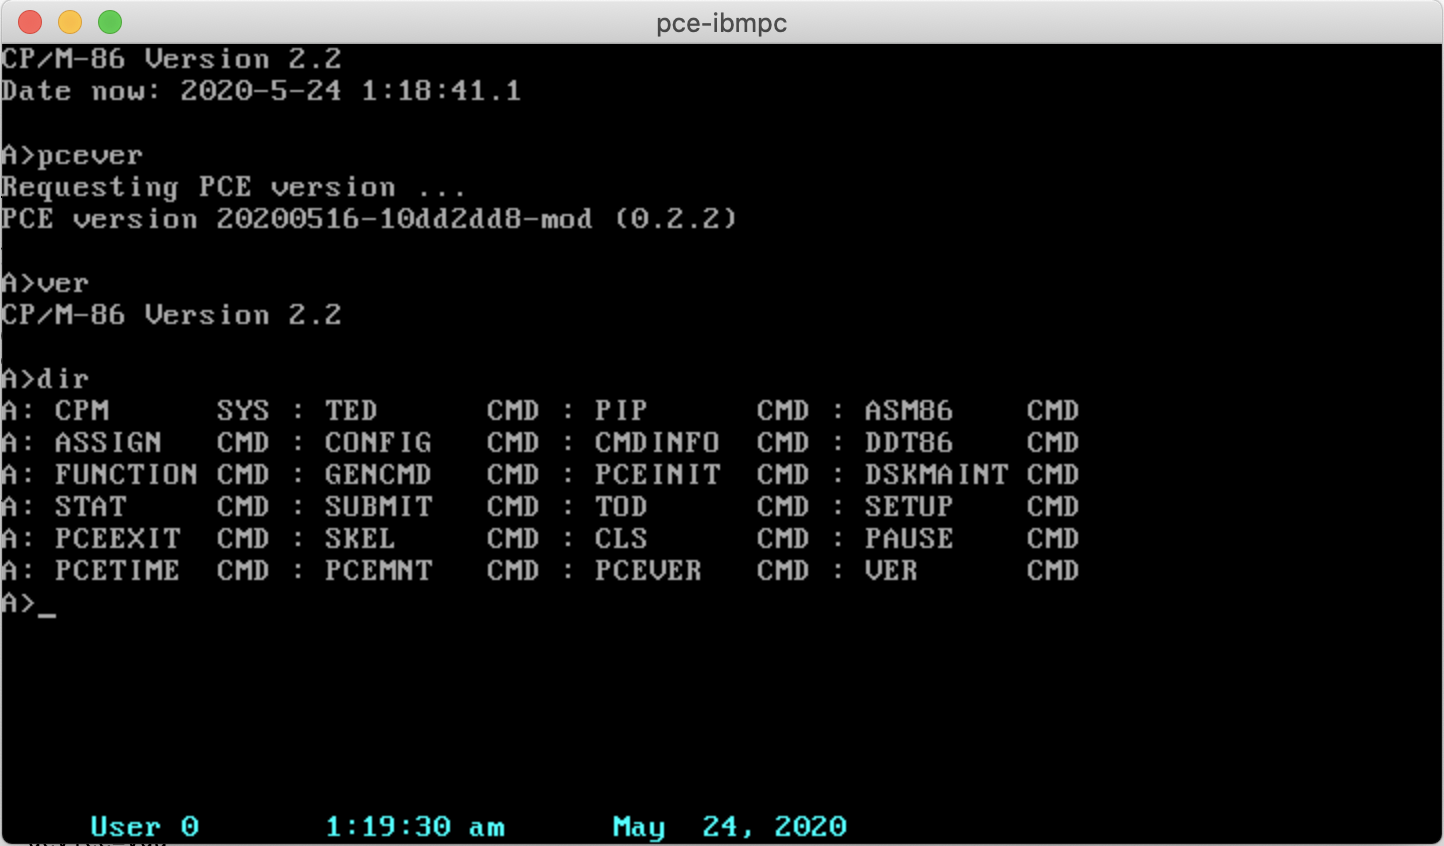 pce-ibmpc
CP/M-86 Version 2.2
Date now: 2020-5-24 1:18:41.1
A>pcever
Requesting PCE version ...
PCE version 20200516-10dd2dd8-mod (0.2.2)
A>ver
CP/M-86 Version 2.2
A>dir
A: CPM      SYS : TED      CMD : PIP      CMD : ASM86    CMD
A: ASSIGN   CMD : CONFIG   CMD : CMDINFO  CMD : DDT86    CMD
A: FUNCTION CMD : GENCMD   CMD : PCEINIT  CMD : DSKMAINT CMD
A: STAT     CMD : SUBMIT   CMD : TOD      CMD : SETUP    CMD
A: PCEEXIT  CMD : SKEL     CMD : CLS      CMD : PAUSE    CMD
A: PCETIME  CMD : PCEMNT   CMD : PCEVER   CMD : VER      CMD
A>_
User 0       1:19:30 am      May  24, 2020